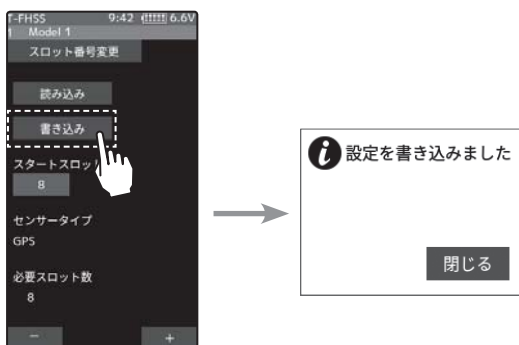 T-FHSS 9:42 6.6V
1 Model 1
スロット番号変更
読み込み
書き込み
スタートスロッ
8
センサータイプ
GPS
必要スロット数
8
− +
設定を書き込みました
閉じる